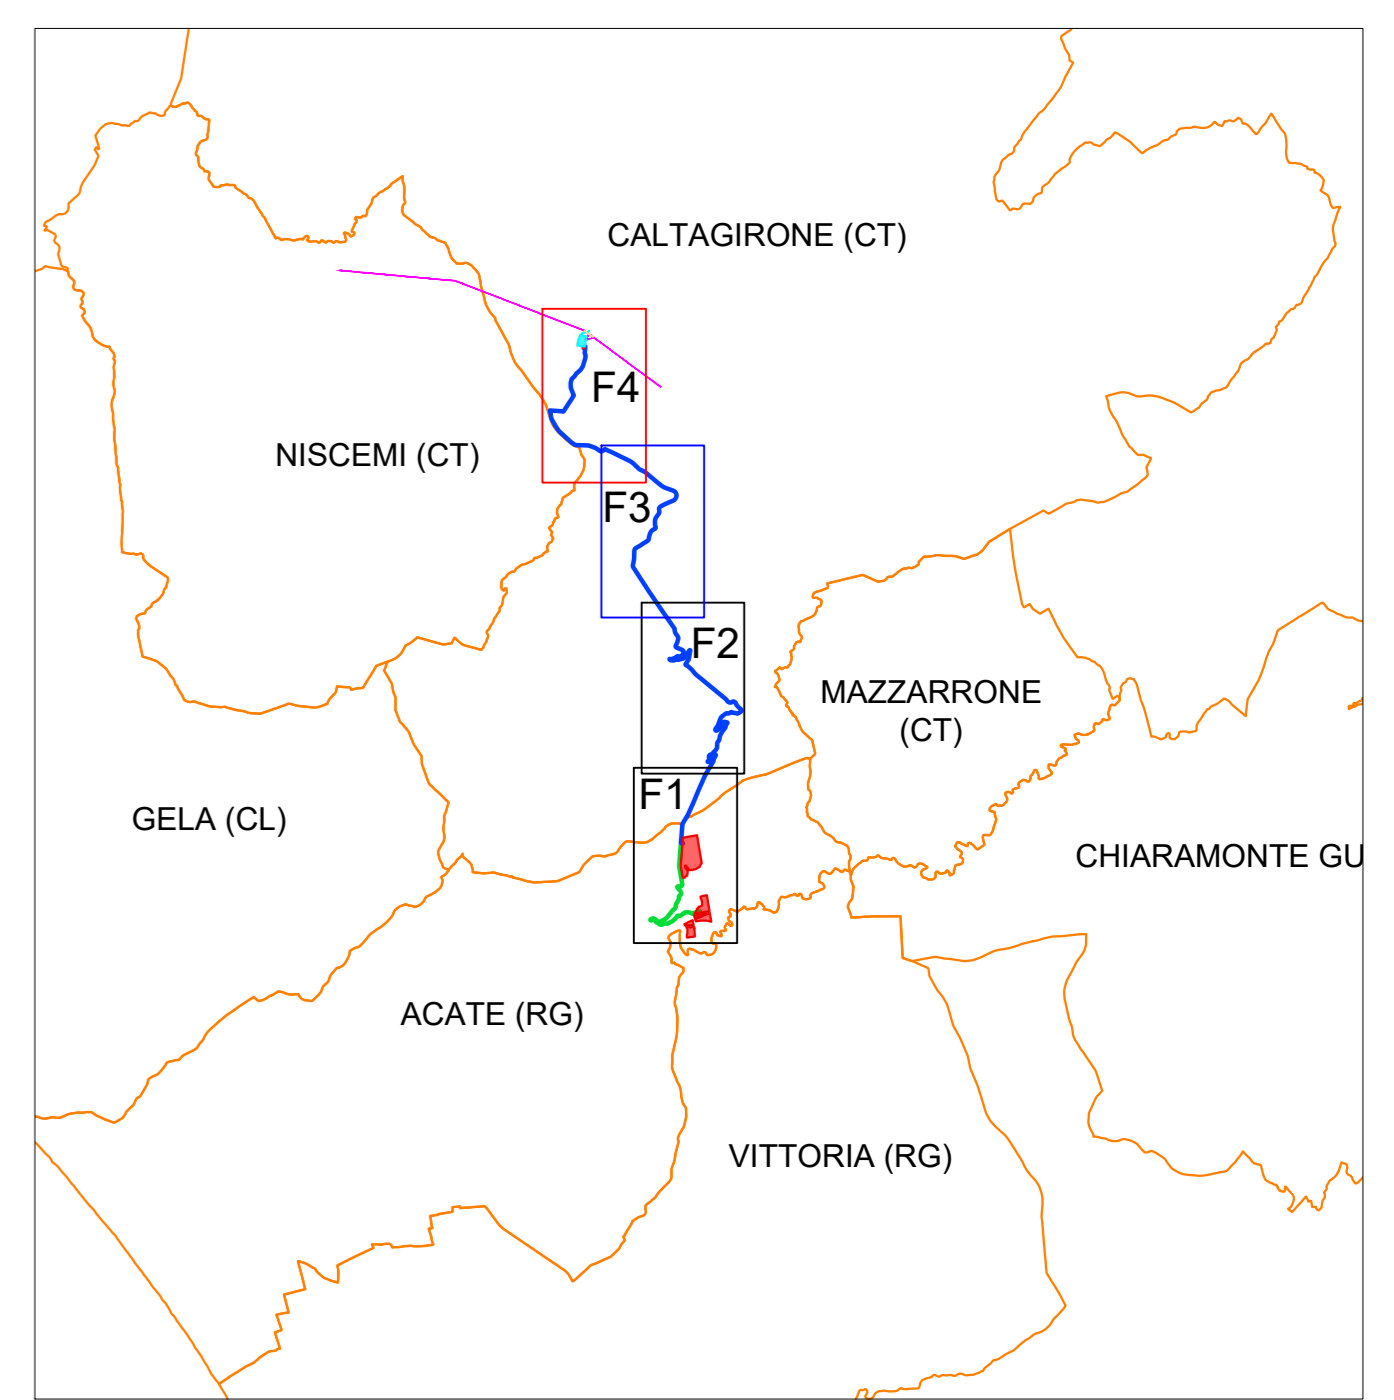 CALTAGIRONE (CT)
F4
NISCEMI (CT)
F3
F2
MAZZARRONE
(CT)
F1
GELA (CL)
CHIARAMONTE GU
ACATE (RG)
VITTORIA (RG)